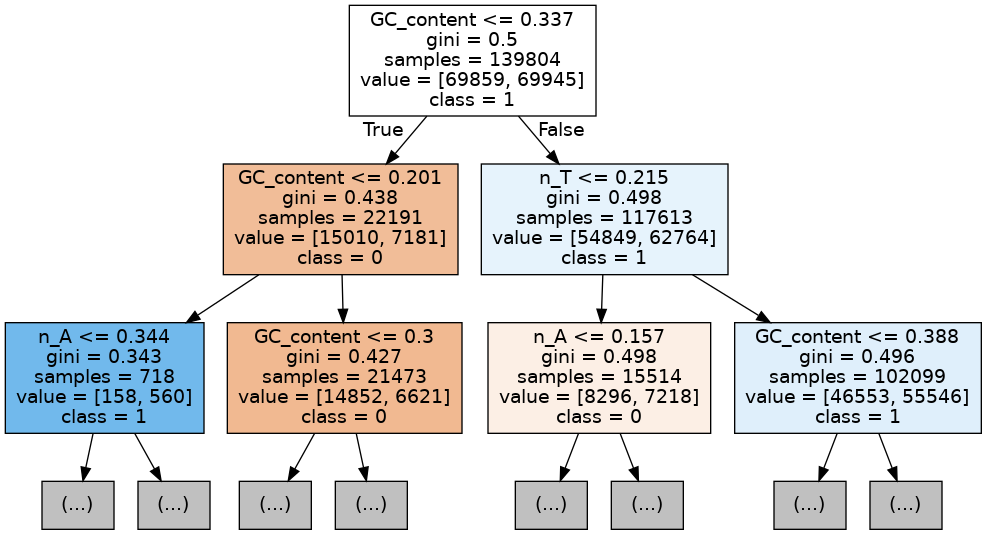 GC_content <= 0.337
gini = 0.5
samples = 139804
value = [69859, 69945]
class = 1
True
False
GC_content <= 0.201
gini = 0.438
samples = 22191
value = [15010, 7181]
class = 0
n_T <= 0.215
gini = 0.498
samples = 117613
value = [54849, 62764]
class = 1
n_A <= 0.344
gini = 0.343
samples = 718
value = [158, 560]
class = 1
GC_content <= 0.3
gini = 0.427
samples = 21473
value = [14852, 6621]
class = 0
n_A <= 0.157
gini = 0.498
samples = 15514
value = [8296, 7218]
class = 0
GC_content <= 0.388
gini = 0.496
samples = 102099
value = [46553, 55546]
class = 1
(...)
(...)
(...)
(...)
(...)
(...)
(...)
(...)